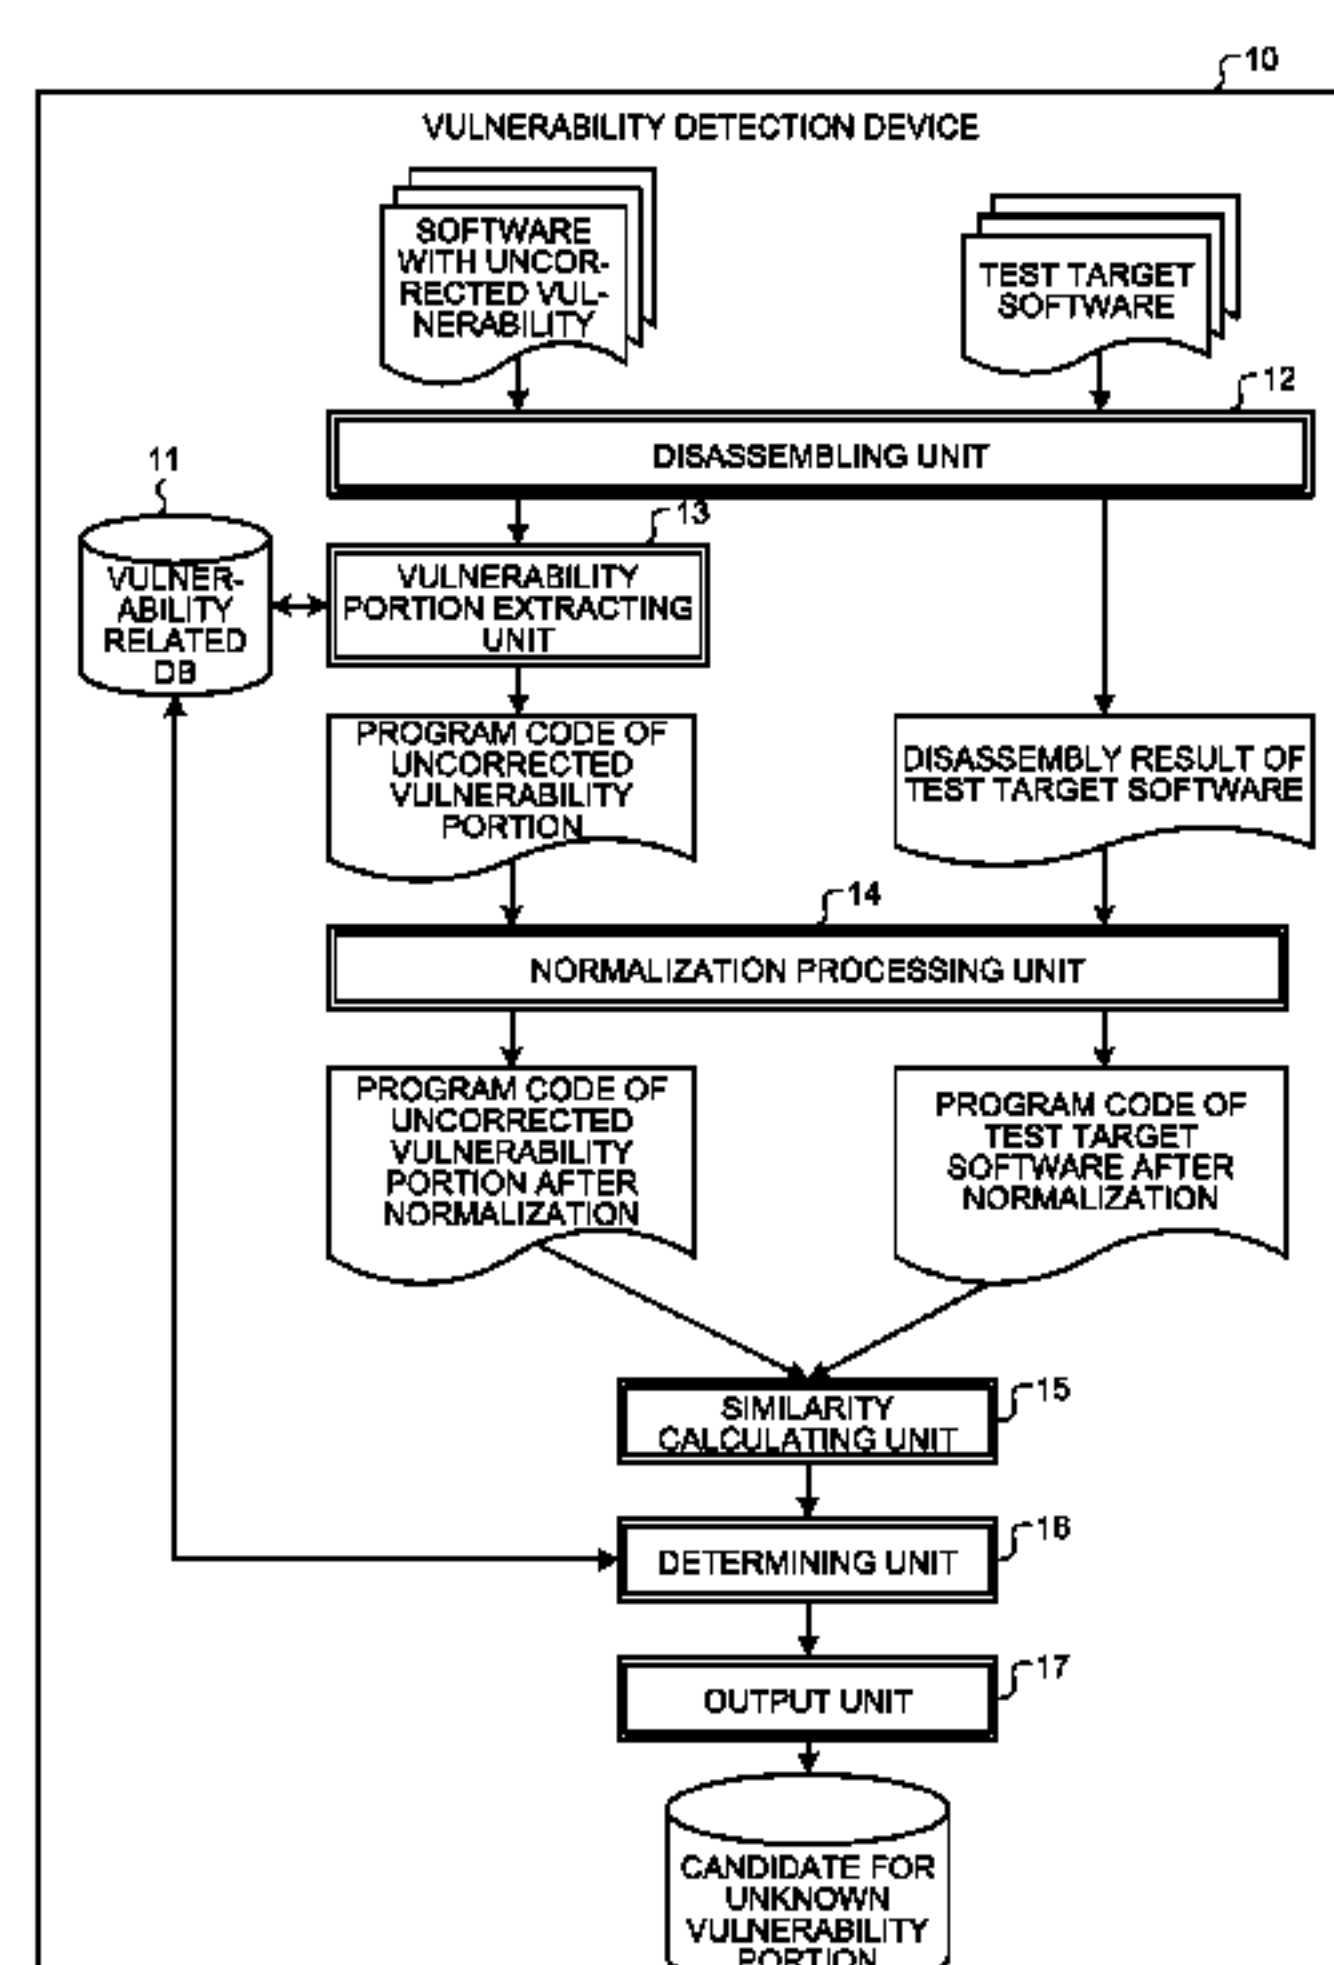 10
VULNERABILITY DETECTION DEVICE
SOFTWARE
WITH UNCOR-
RECTED VUL-
NERABILITY
TEST TARGET
SOFTWARE
12
DISASSEMBLING UNIT
11
VULNER-
ABILITY
RELATED
DB
13
VULNERABILITY
PORTION EXTRACTING
UNIT
PROGRAM CODE OF
UNCORRECTED
VULNERABILITY
PORTION
DISASSEMBLY RESULT OF
TEST TARGET SOFTWARE
14
NORMALIZATION PROCESSING UNIT
PROGRAM CODE OF
UNCORRECTED
VULNERABILITY
PORTION AFTER
NORMALIZATION
PROGRAM CODE OF
TEST TARGET
SOFTWARE AFTER
NORMALIZATION
15
SIMILARITY
CALCULATING UNIT
16
DETERMINING UNIT
17
OUTPUT UNIT
CANDIDATE FOR
UNKNOWN
VULNERABILITY
PORTION